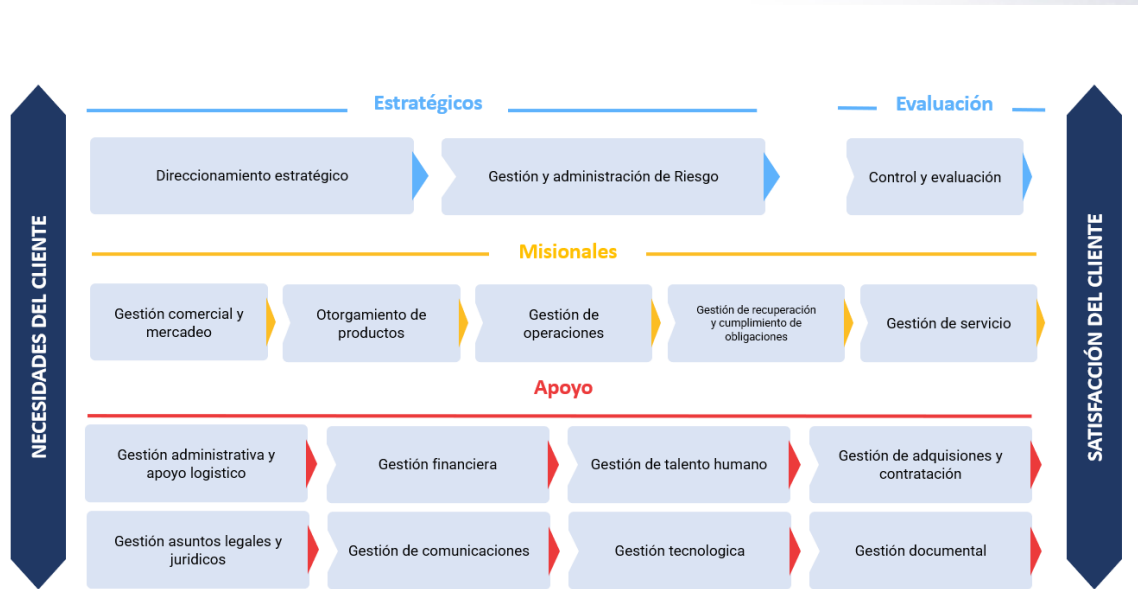 Estratégicos
Evaluación
Direccionamiento estratégico
Gestión y administración de Riesgo
Control y evaluación
NECESIDADES DEL CLIENTE
SATISFACCIÓN DEL CLIENTE
Misionales
Gestión comercial y
mercadeo
Otorgamiento de
productos
Gestión de
operaciones
Gestión de recuperación
y cumplimiento de
obligaciones
Gestión de servicio
Apoyo
Gestión administrativa y
apoyo logistico
Gestión financiera
Gestión de talento humano
Gestión de adquisiones y
contratación
Gestión asuntos legales y
juridicos
Gestión de comunicaciones
Gestión tecnologica
Gestión documental